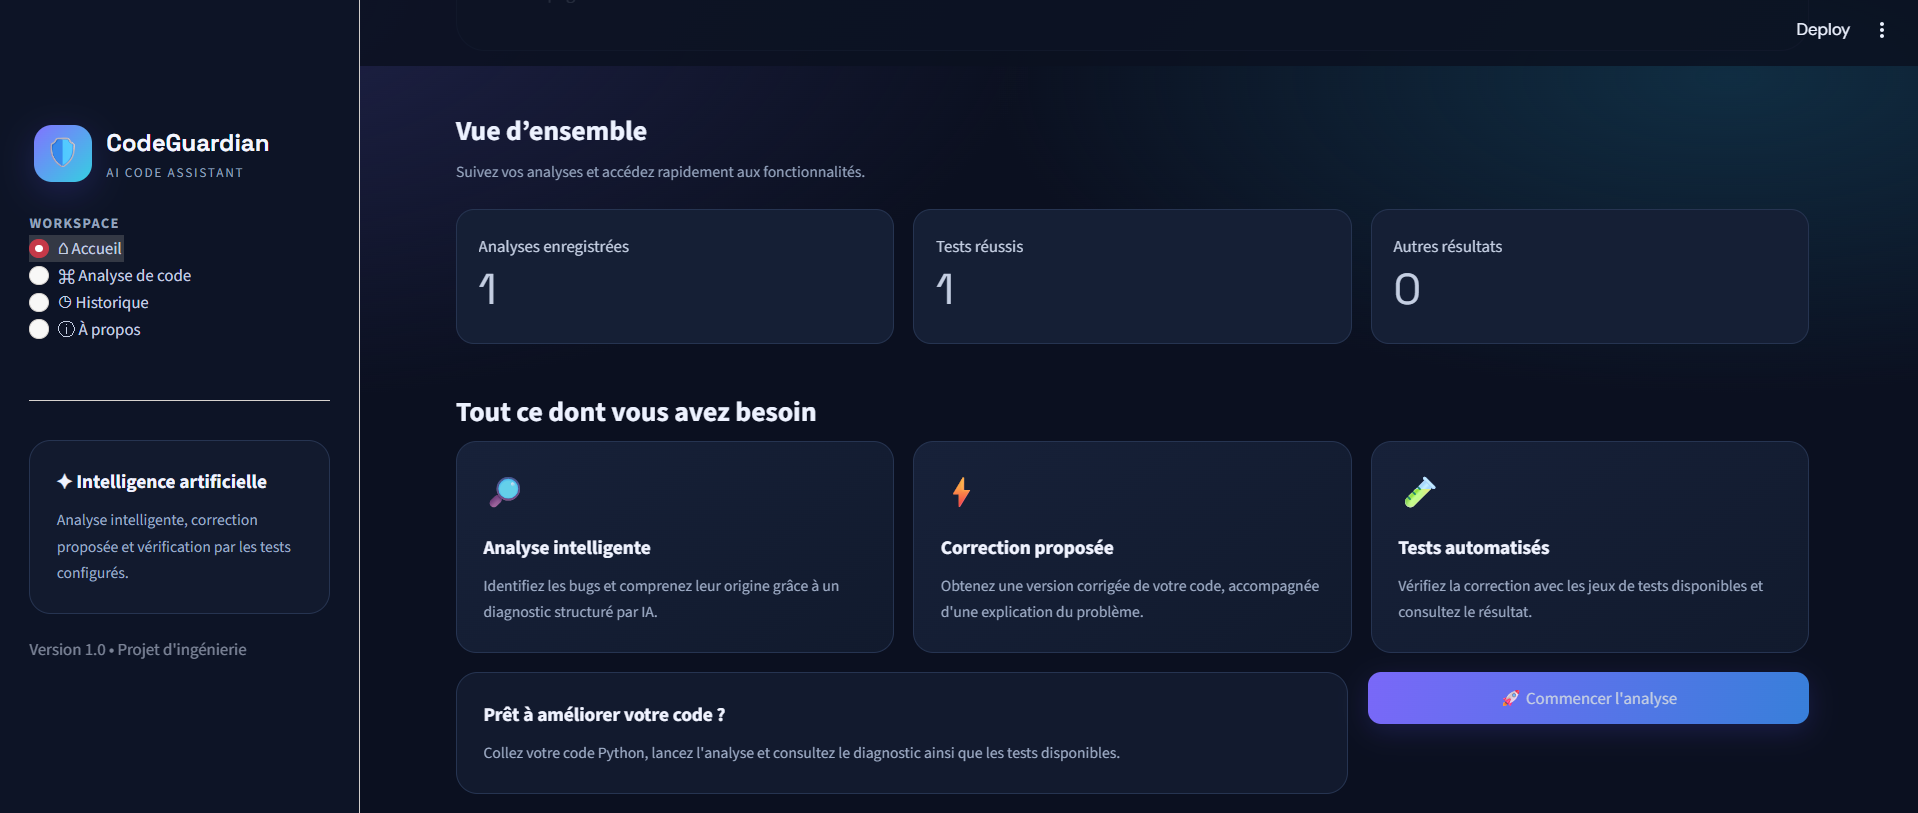 Deploy
CodeGuardian
AI CODE ASSISTANT
WORKSPACE
Accueil
Analyse de code
Historique
À propos
✦ Intelligence artificielle
Analyse intelligente, correction
proposée et vérification par les tests
configurés.
Version 1.0 • Projet d'ingénierie
Vue d’ensemble
Suivez vos analyses et accédez rapidement aux fonctionnalités.
Analyses enregistrées
1
Tests réussis
1
Autres résultats
0
Tout ce dont vous avez besoin
Analyse intelligente
Identifiez les bugs et comprenez leur origine grâce à un
diagnostic structuré par IA.
Correction proposée
Obtenez une version corrigée de votre code, accompagnée
d'une explication du problème.
Tests automatisés
Vérifiez la correction avec les jeux de tests disponibles et
consultez le résultat.
Prêt à améliorer votre code ?
Collez votre code Python, lancez l'analyse et consultez le diagnostic ainsi que les tests disponibles.
Commencer l'analyse